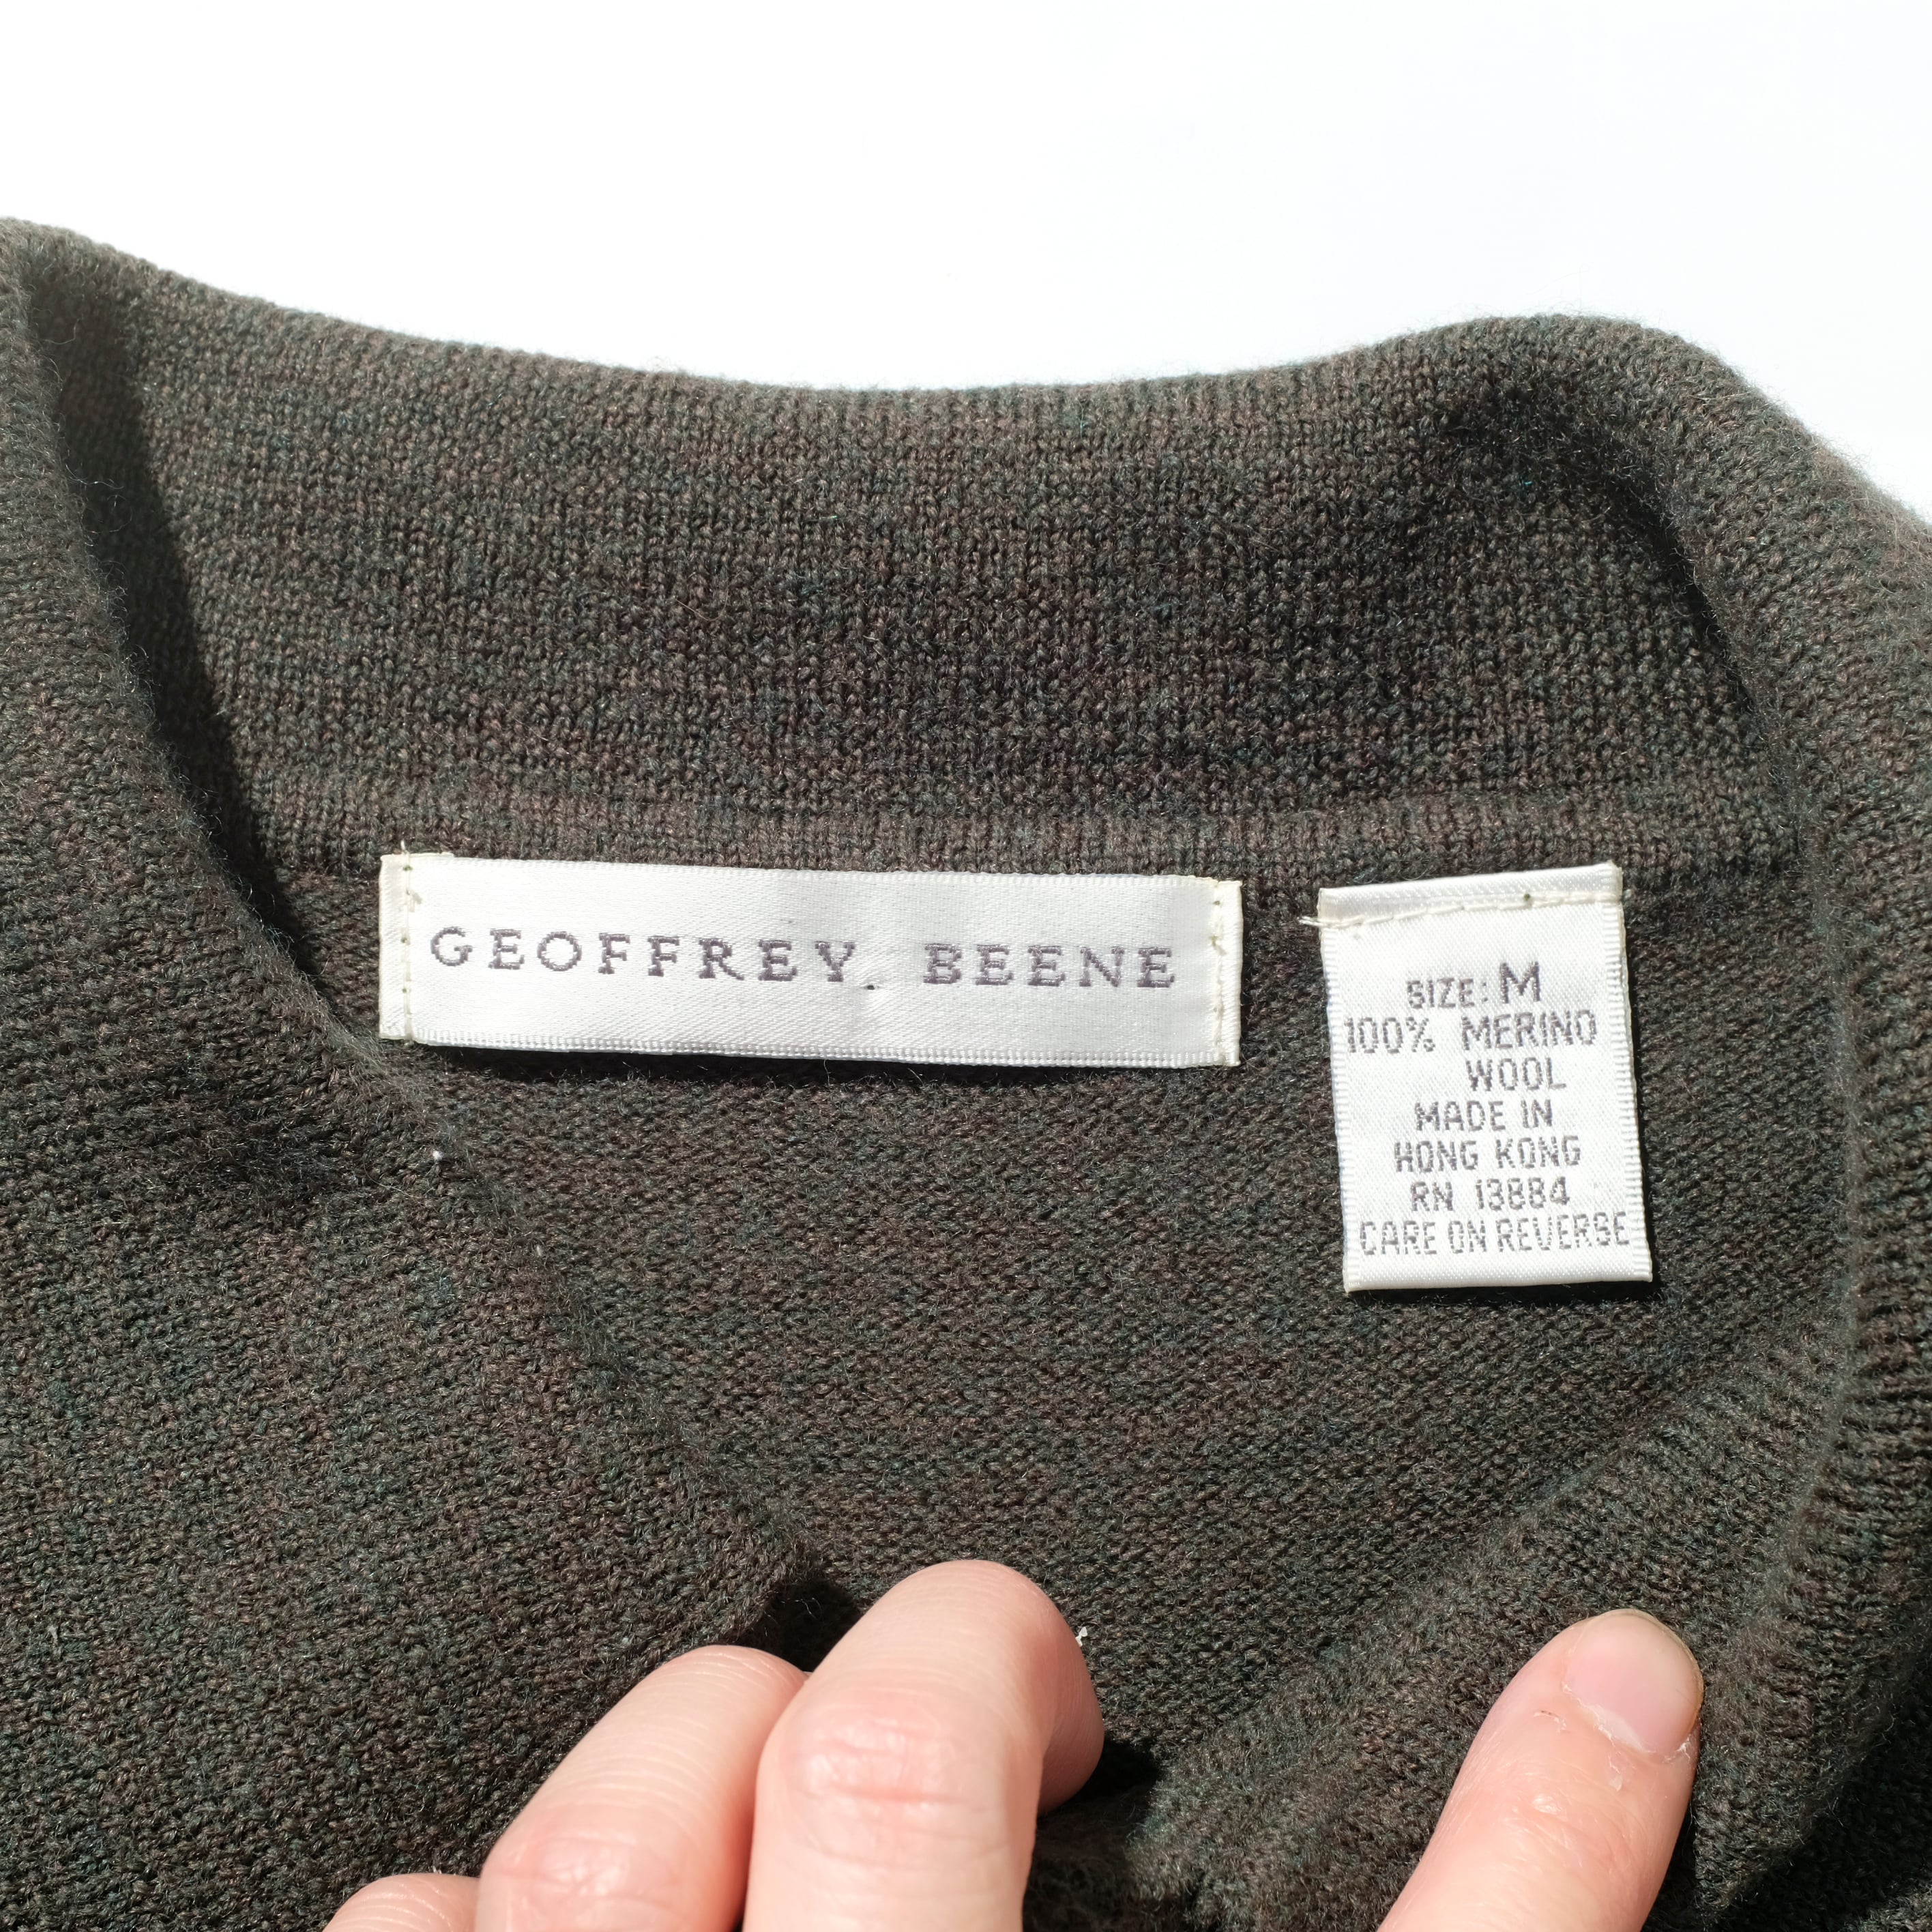 GEOFFREY BEENE
SIZE: M
100% MERINO
WOOL
MADE IN
HONG KONG
RN 13884
CARE ON REVERSE